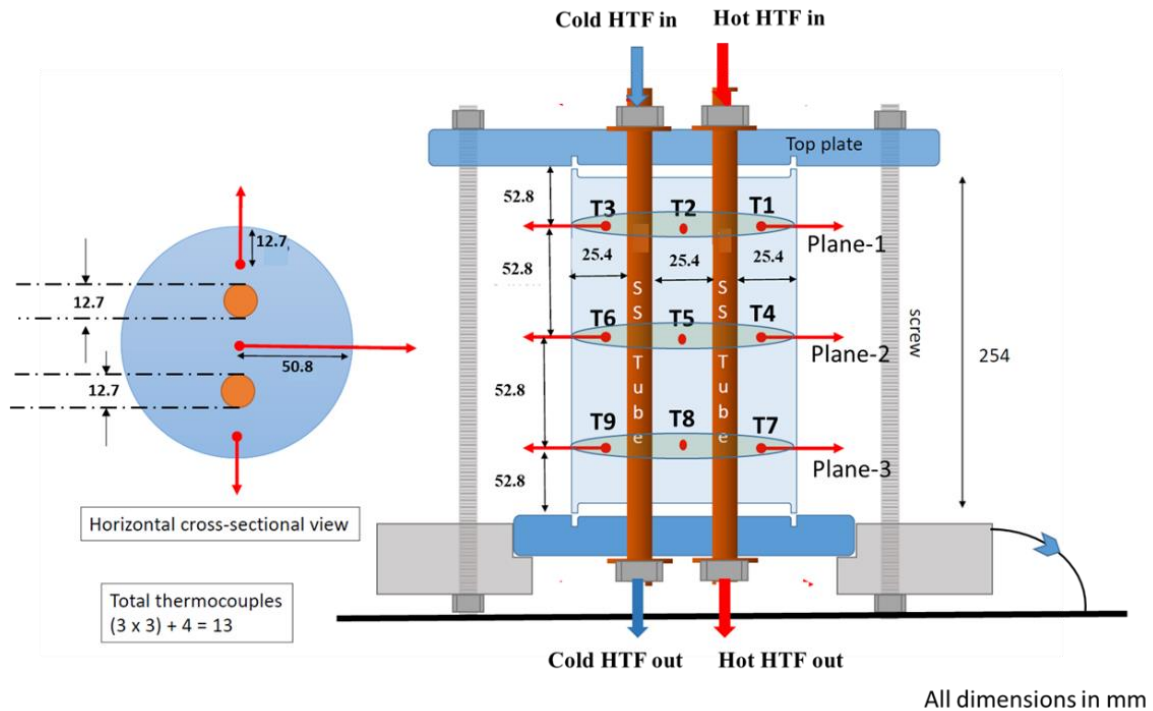 Cold HTF in
Hot HTF in
Top plate
52.8
T3
T2
T1
Plane-1
12.7
25.4
25.4
25.4
52.8
12.7
SS Tube
SS Tube
T6
T5
T4
Plane-2
screw
254
50.8
12.7
52.8
T9
T8
T7
Plane-3
52.8
Horizontal cross-sectional view
Total thermocouples
(3 x 3) + 4 = 13
Cold HTF out
Hot HTF out
All dimensions in mm